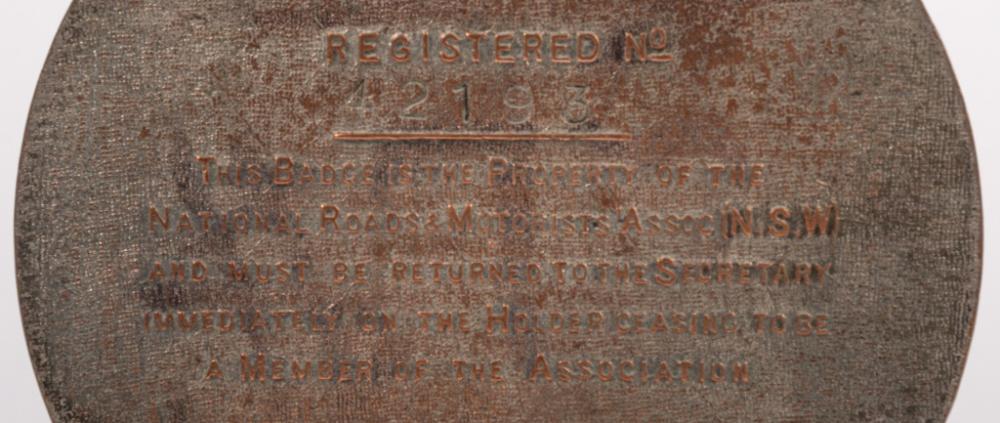 REGISTERED Nº
42193
THIS BADGE IS THE PROPERTY OF THE
NATIONAL ROADS & MOTORISTS ASSOC (N.S.W)
AND MUST BE RETURNED TO THE SECRETARY
IMMEDIATELY ON THE HOLDER CEASING TO BE
A MEMBER OF THE ASSOCIATION